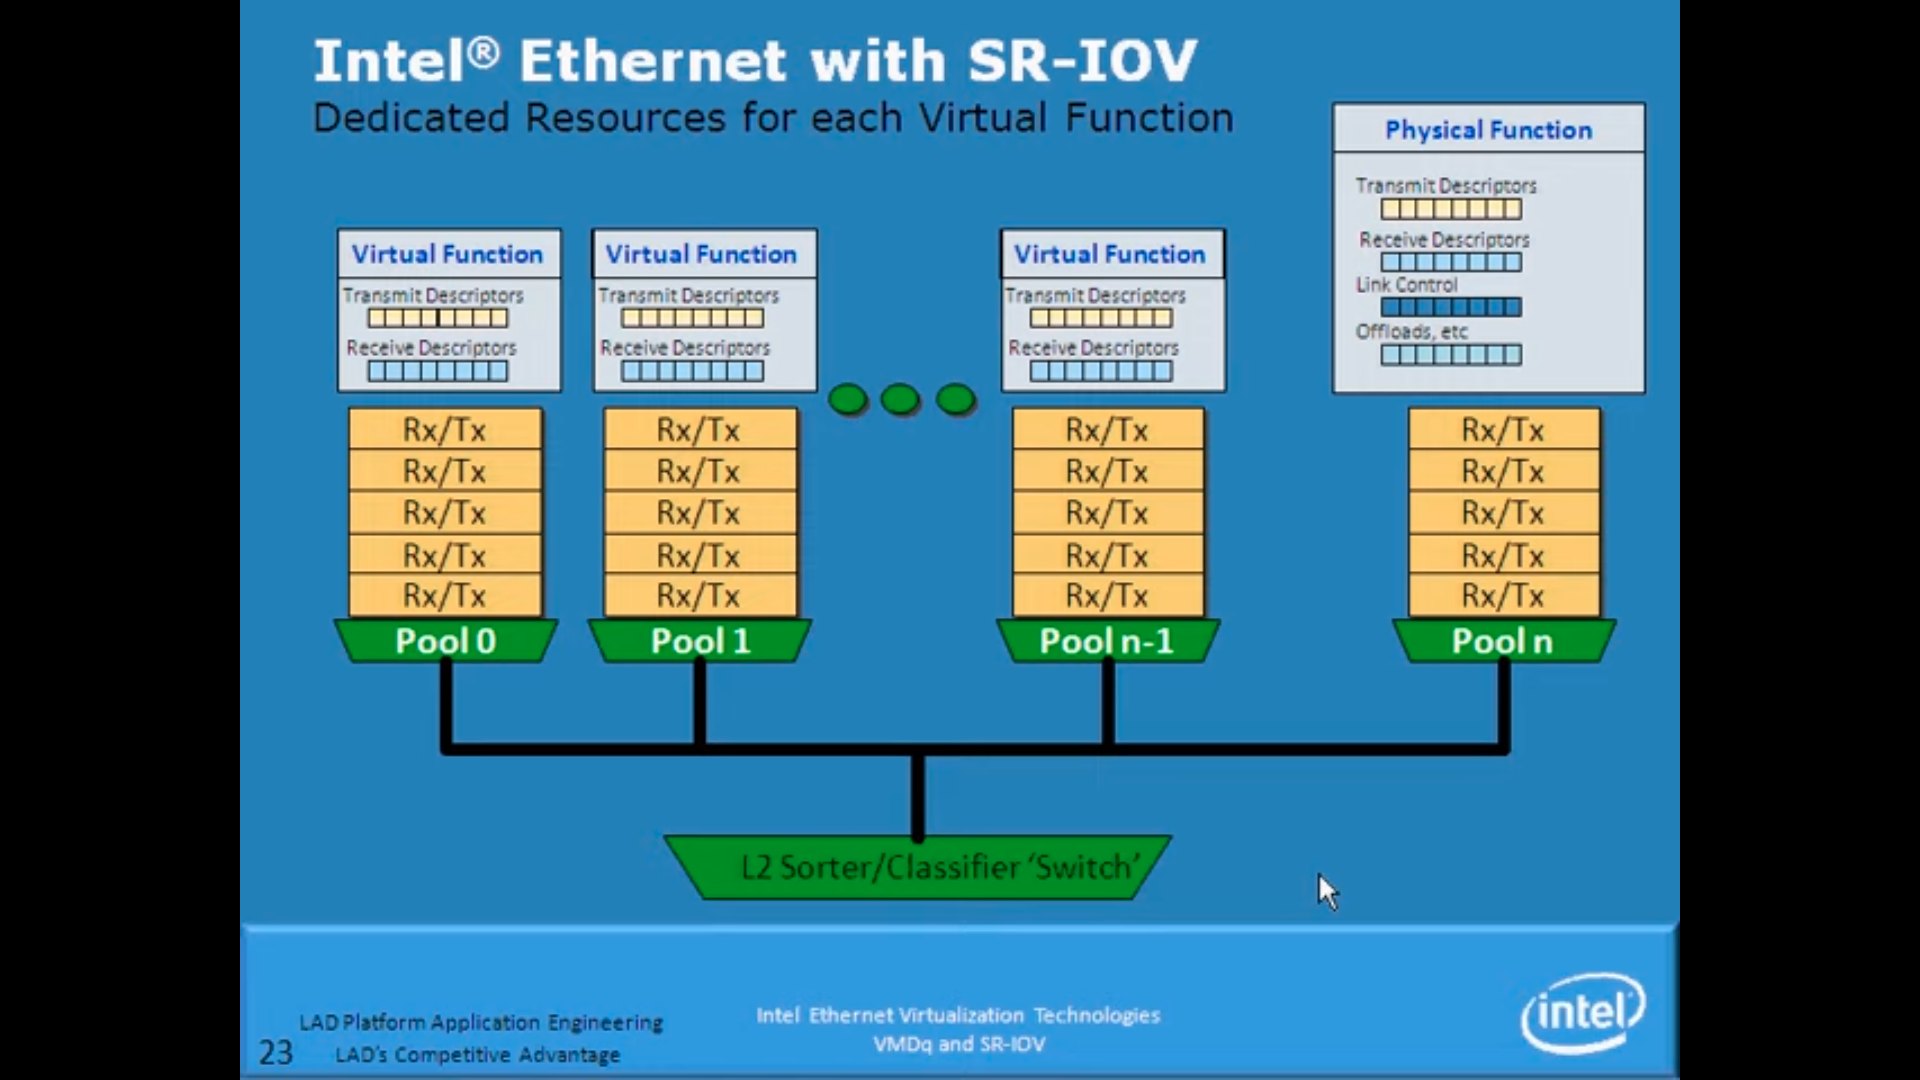 Intel® Ethernet with SR-IOV
Dedicated Resources for each Virtual Function
Physical Function
Transmit Descriptors
Receive Descriptors
Link Control
Offloads, etc
Virtual Function
Transmit Descriptors
Receive Descriptors
Virtual Function
Transmit Descriptors
Receive Descriptors
Virtual Function
Transmit Descriptors
Receive Descriptors
Rx/Tx
Rx/Tx
Rx/Tx
Rx/Tx
Rx/Tx
Pool 0
Rx/Tx
Rx/Tx
Rx/Tx
Rx/Tx
Rx/Tx
Pool 1
Rx/Tx
Rx/Tx
Rx/Tx
Rx/Tx
Rx/Tx
Pool n-1
Rx/Tx
Rx/Tx
Rx/Tx
Rx/Tx
Rx/Tx
Pool n
L2 Sorter/Classifier ‘Switch’
LAD Platform Application Engineering
LAD’s Competitive Advantage
23
Intel Ethernet Virtualization Technologies
VMDq and SR-IOV
intel®